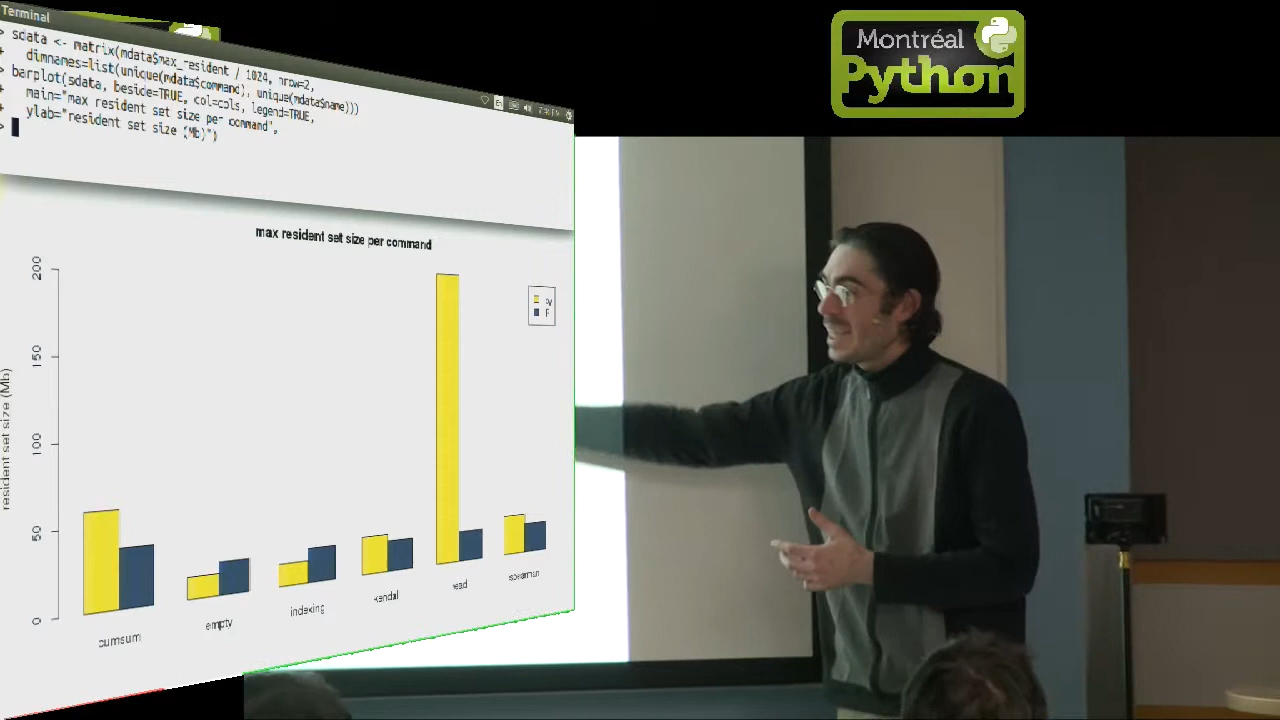 Terminal
> sdata <- matrix(mdata$max_resident / 1024, nrow=2,
+   dimnames=list(unique(mdata$command), unique(mdata$name)))
> barplot(sdata, beside=TRUE, col=cols, legend=TRUE,
+   main="max resident set size per command",
+   ylab="resident set size (Mb)")
>
Montréal
Python
max resident set size per command
resident set size (Mb)
200
150
100
50
0
py
R
cumsum
empty
indexing
kendal
read
spearman